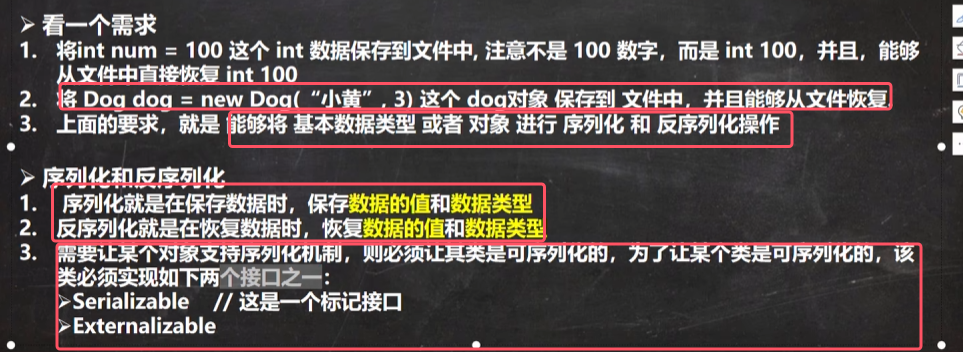 ➢ 看一个需求
1. 将int num = 100 这个 int 数据保存到文件中, 注意不是 100 数字，而是 int 100，并且，能够
从文件中直接恢复 int 100
2. 将 Dog dog = new Dog(“小黄”, 3) 这个 dog对象 保存到 文件中，并且能够从文件恢复.
3. 上面的要求，就是 能够将 基本数据类型 或者 对象 进行 序列化 和 反序列化操作
➢ 序列化和反序列化
1. 序列化就是在保存数据时，保存数据的值和数据类型
2. 反序列化就是在恢复数据时，恢复数据的值和数据类型
3. 需要让某个对象支持序列化机制，则必须让其类是可序列化的，为了让某个类是可序列化的，该
类必须实现如下两个接口之一：
➢Serializable // 这是一个标记接口
➢Externalizable